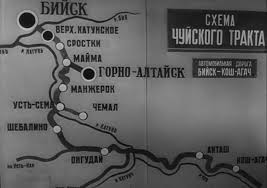 БИЙСК
СХЕМА
ЧУЙСКОГО ТРАКТА
АВТОМОБИЛЬНАЯ ДОРОГА
БИЙСК-КОШ-АГАЧ
ВЕРХ. КАТУНСКОЕ
СРОСТКИ
МАЙМА
ГОРНО-АЛТАЙСК
МАНЖЕРОК
УСТЬ-СЕМА
ЧЕМАЛ
ШЕБАЛИНО
ОНГУДАЙ
АКТАШ
КОШ-АГАЧ